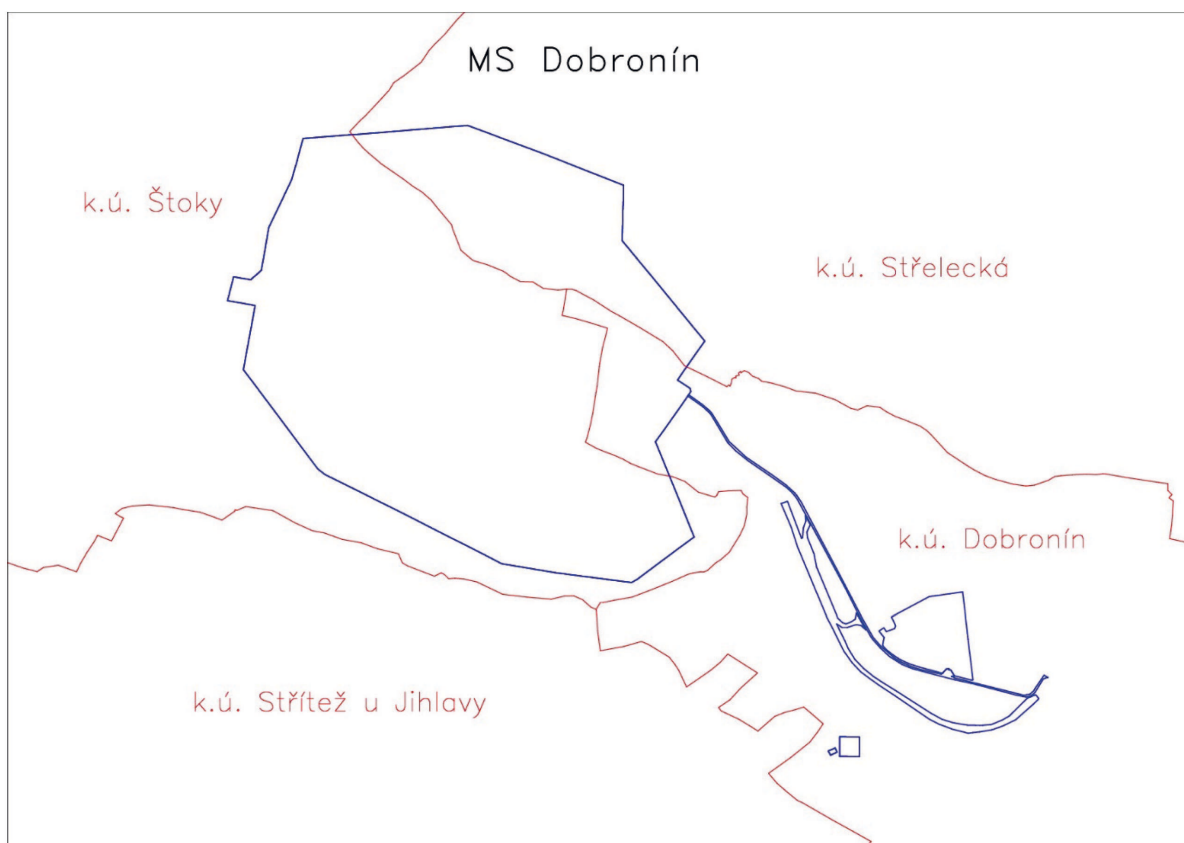 MS Dobronín
k.ú. Štoky
k.ú. Střelecká
k.ú. Dobronín
k.ú. Střítež u Jihlavy